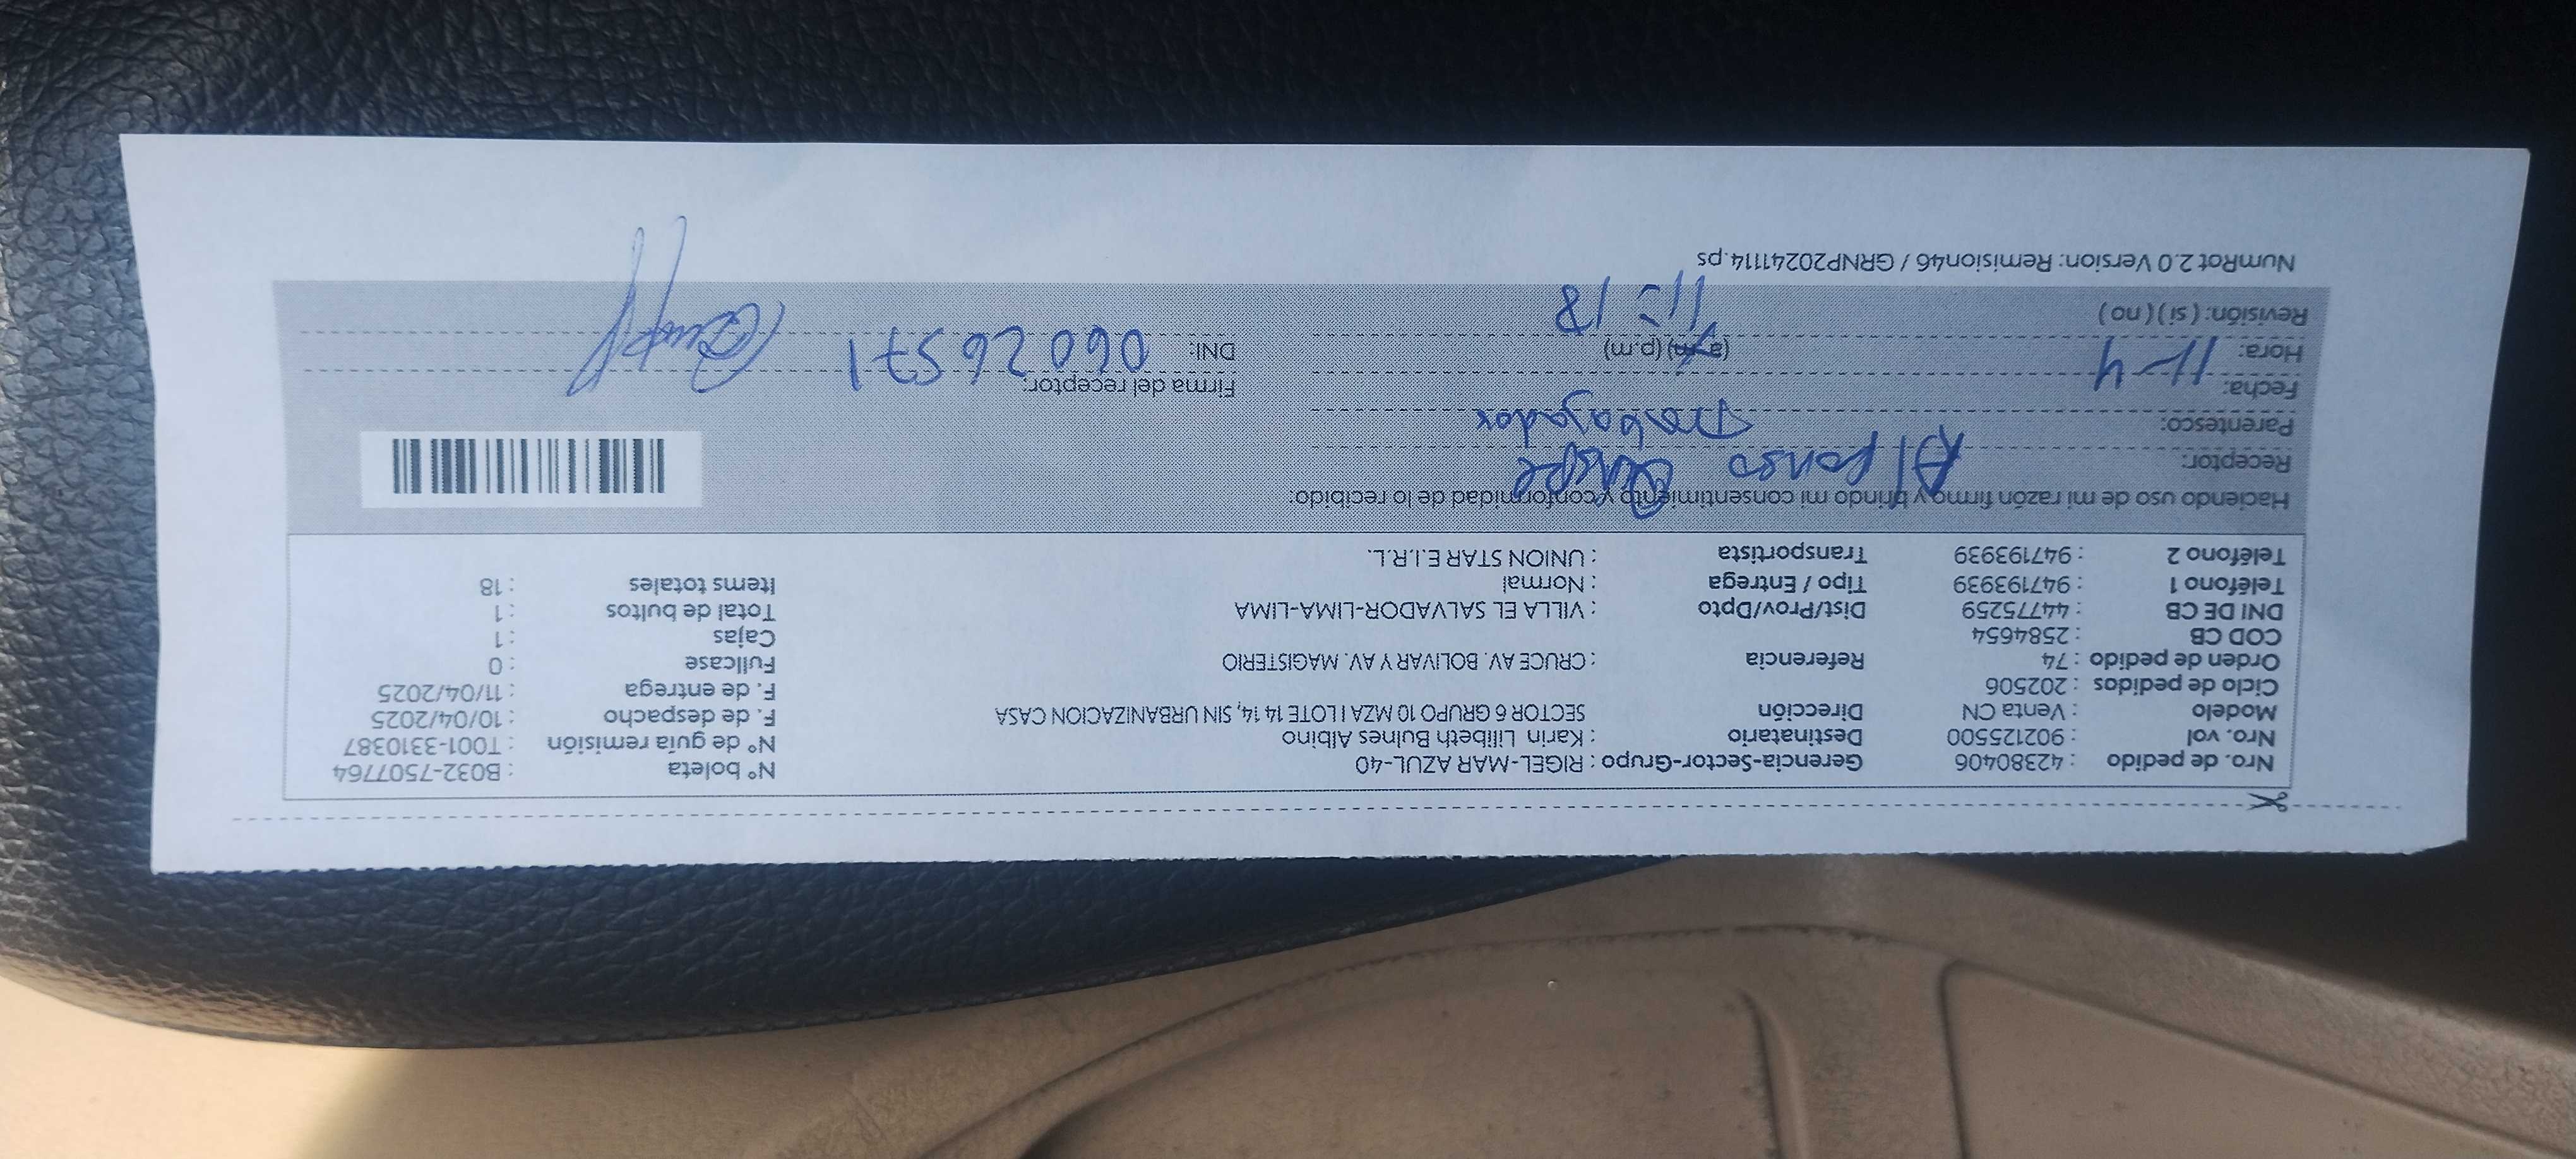 Nro. de pedido : 42380406 Gerencia-Sector-Grupo : RIGEL-MAR AZUL-40 N° boleta : B032-7507764
Nro. vol : 902125500 Destinatario : Karin Lilibeth Bulnes Albino N° de guía remisión : T001-3310387
Modelo : Venta CN Dirección SECTOR 6 GRUPO 10 MZA I LOTE 14 14, SIN URBANIZACION CASA F. de despacho : 10/04/2025
Ciclo de pedidos : 202506 F. de entrega : 11/04/2025
Orden de pedido : 74 Referencia : CRUCE AV. BOLIVAR Y AV. MAGISTERIO Fullcase : 0
COD CB : 2584654 Cajas : 1
DNI DE CB : 44775259 Dist/Prov/Dpto : VILLA EL SALVADOR-LIMA-LIMA Total de bultos : 1
Teléfono 1 : 947193939 Tipo / Entrega : Normal Items totales : 18
Teléfono 2 : 947193939 Transportista : UNION STAR E.I.R.L.
Haciendo uso de mi razón firmo y brindo mi consentimiento y conformidad de lo recibido:
Receptor: Alfonso Quispe
Parentesco: trabajador
Fecha: 11-4 Firma del receptor:
Hora: (a.m) (p.m) 11-18 DNI: 06026571
Revisión: ( si ) ( no )
NumRot 2.0 Version: Remision46 / GRNP20241114.ps